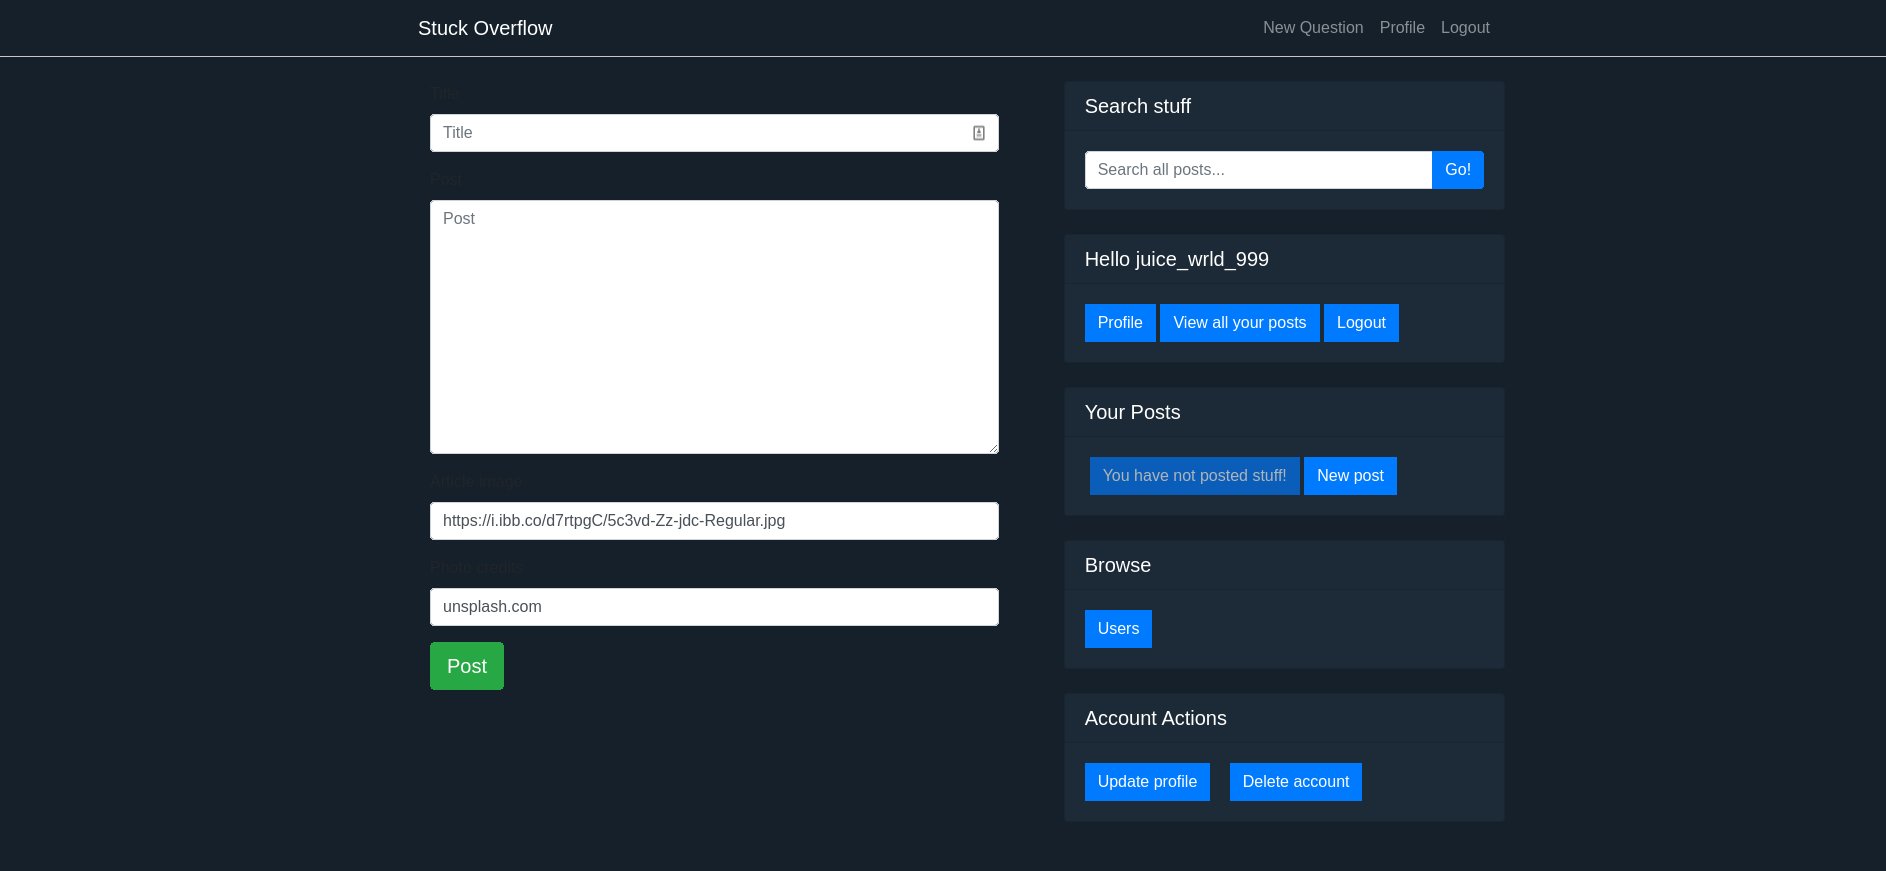 Stuck Overflow
New Question Profile Logout
Title
Title
Post
Post
Article image
https://i.ibb.co/d7rtpgC/5c3vd-Zz-jdc-Regular.jpg
Photo credits
unsplash.com
Post
Search stuff
Search all posts... Go!
Hello juice_wrld_999
Profile View all your posts Logout
Your Posts
You have not posted stuff! New post
Browse
Users
Account Actions
Update profile Delete account